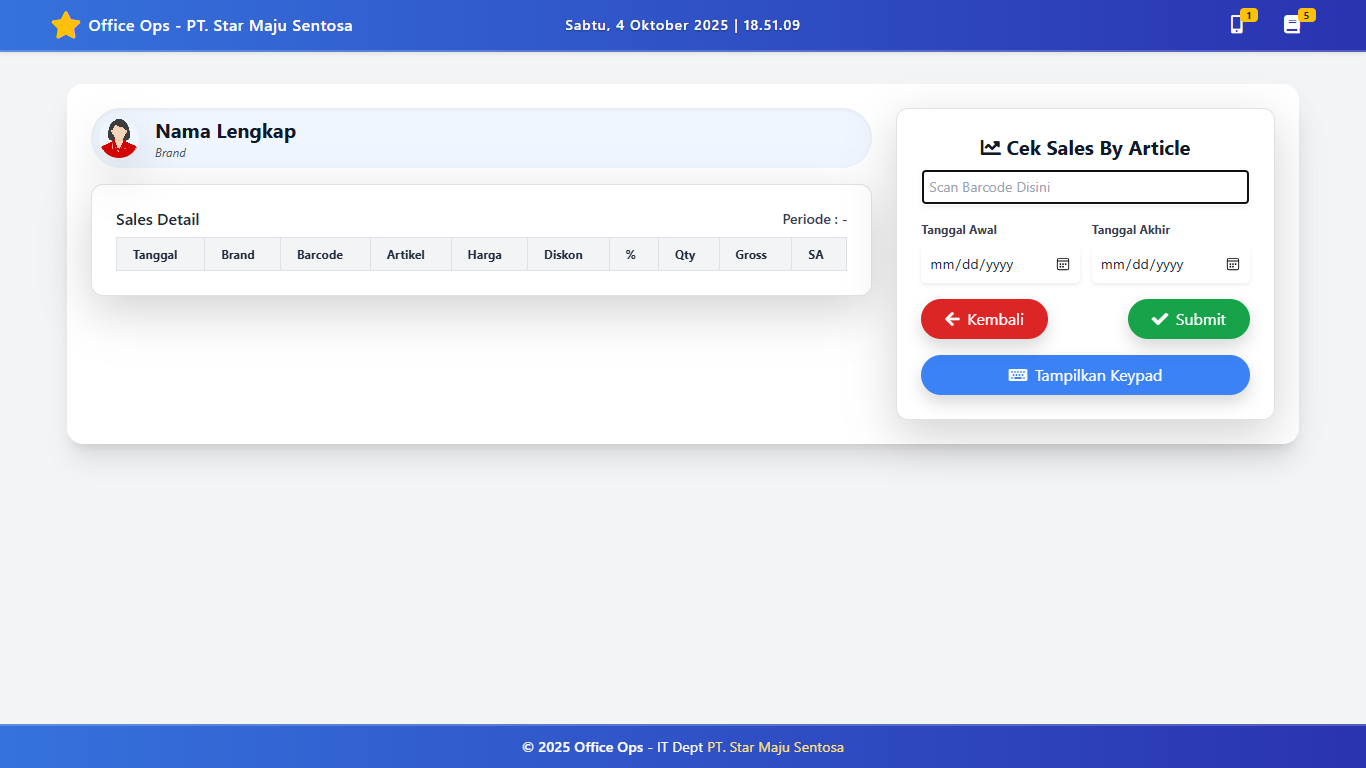 Office Ops - PT. Star Maju Sentosa
Sabtu, 4 Oktober 2025 | 18.51.09
1
5
Nama Lengkap
Brand
Sales Detail
Periode : -
Tanggal Brand Barcode Artikel Harga Diskon % Qty Gross SA
Cek Sales By Article
Scan Barcode Disini
Tanggal Awal Tanggal Akhir
mm/dd/yyyy mm/dd/yyyy
Kembali Submit
Tampilkan Keypad
© 2025 Office Ops - IT Dept PT. Star Maju Sentosa